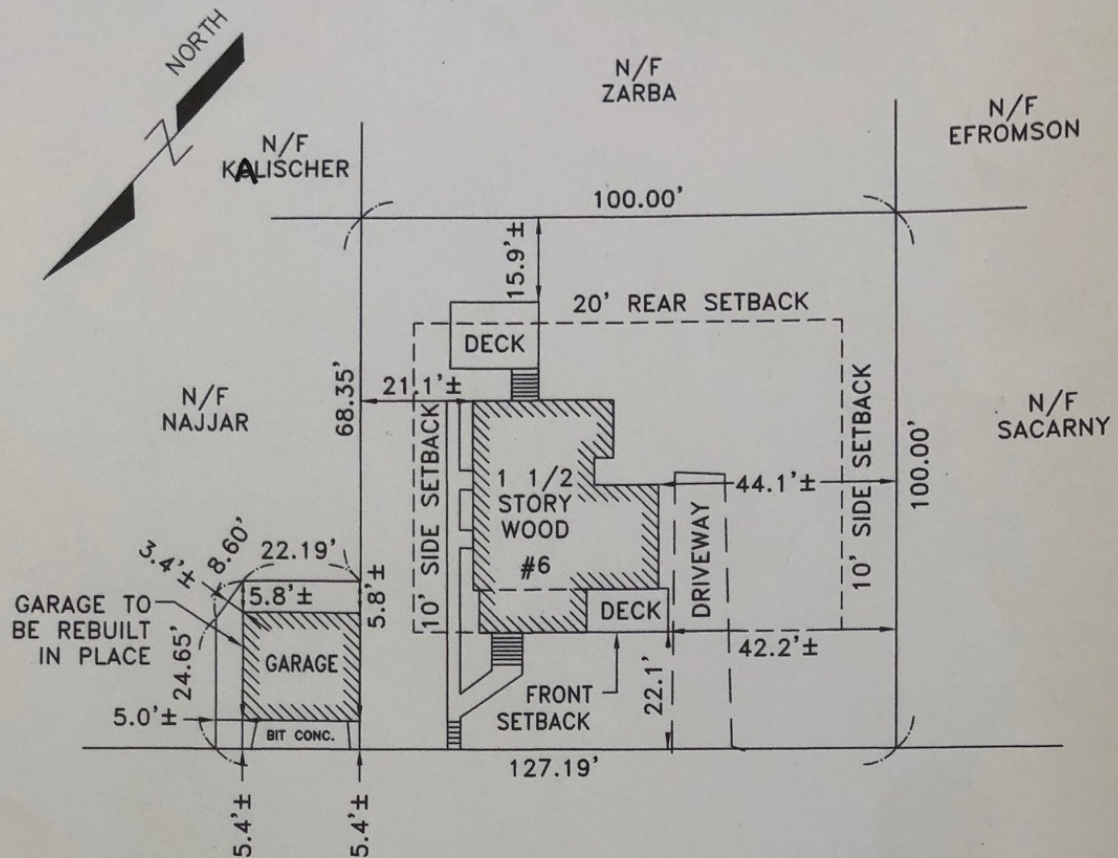 NORTH
N/F
ZARBA
N/F
EFROMSON
N/F
KALISCHER
100.00'
15.9'±
20' REAR SETBACK
DECK
21.1'±
68.35'
N/F
NAJJAR
N/F
SACARNY
100.00'
10' SIDE SETBACK
10' SIDE SETBACK
1 1/2
STORY
WOOD
#6
44.1'±
DRIVEWAY
3.4'±
8.60'
22.19'
5.8'±
5.8'±
GARAGE TO
BE REBUILT
IN PLACE
24.65'
GARAGE
DECK
42.2'±
22.1'
FRONT
SETBACK
5.0'±
BIT CONC.
127.19'
5.4'±
5.4'±